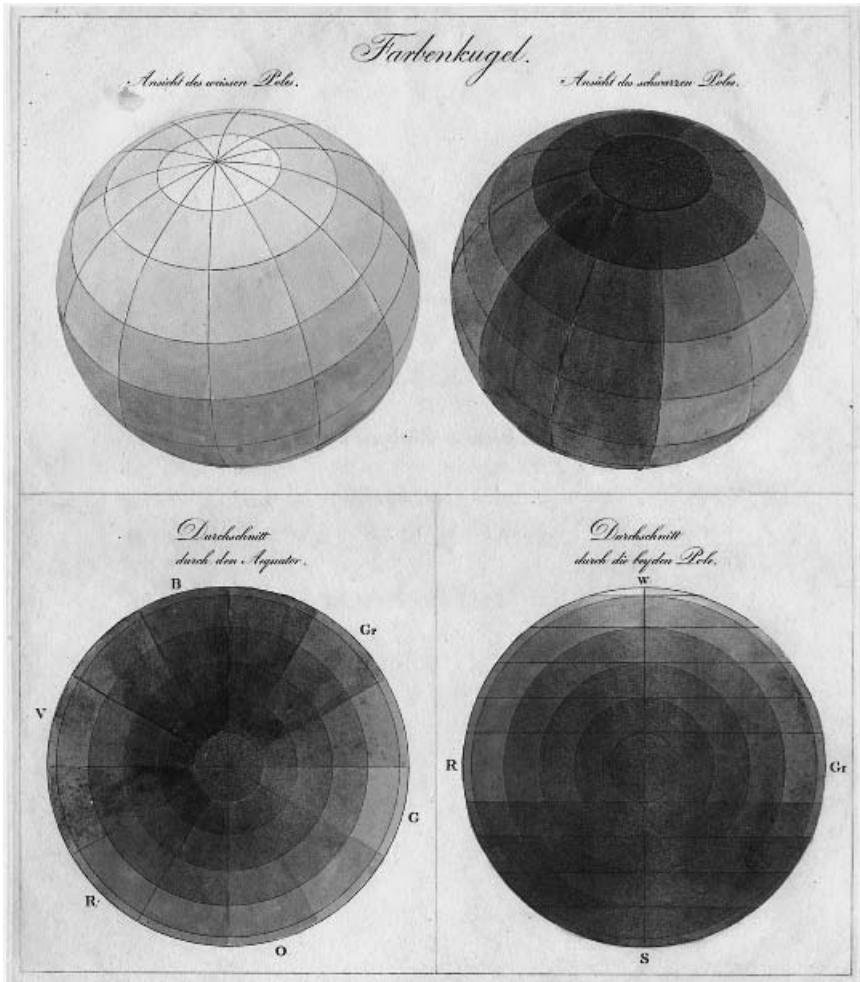 Farbenkugel.
Ansicht des weissen Poles.
Ansicht des schwarzen Poles.
Durchschnitt
durch den Aequator.
Durchschnitt
durch die beyden Pole.
B
Gr
V
G
R
O
W
R
Gr
S